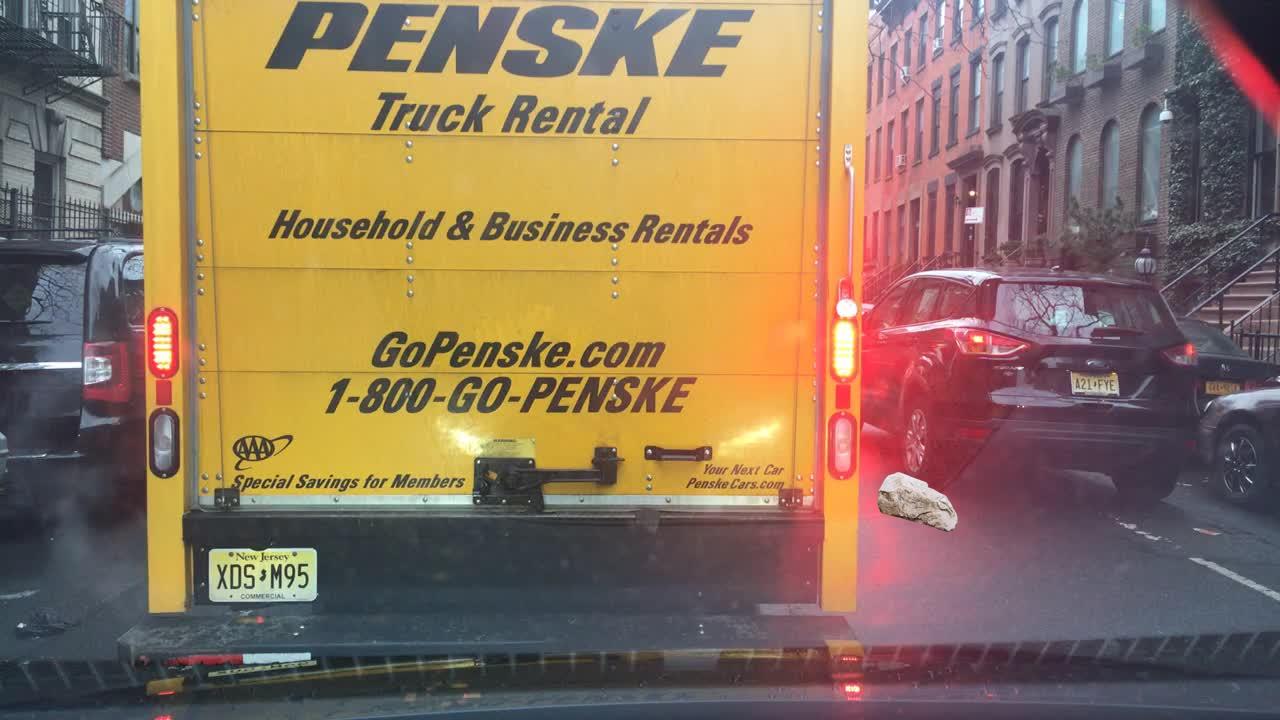 PENSKE
Truck Rental
Household & Business Rentals
GoPenske.com
1-800-GO-PENSKE
AAA
Special Savings for Members
Your Next Car
PenskeCars.com
New Jersey
XDS M95
COMMERCIAL
A21 FYE